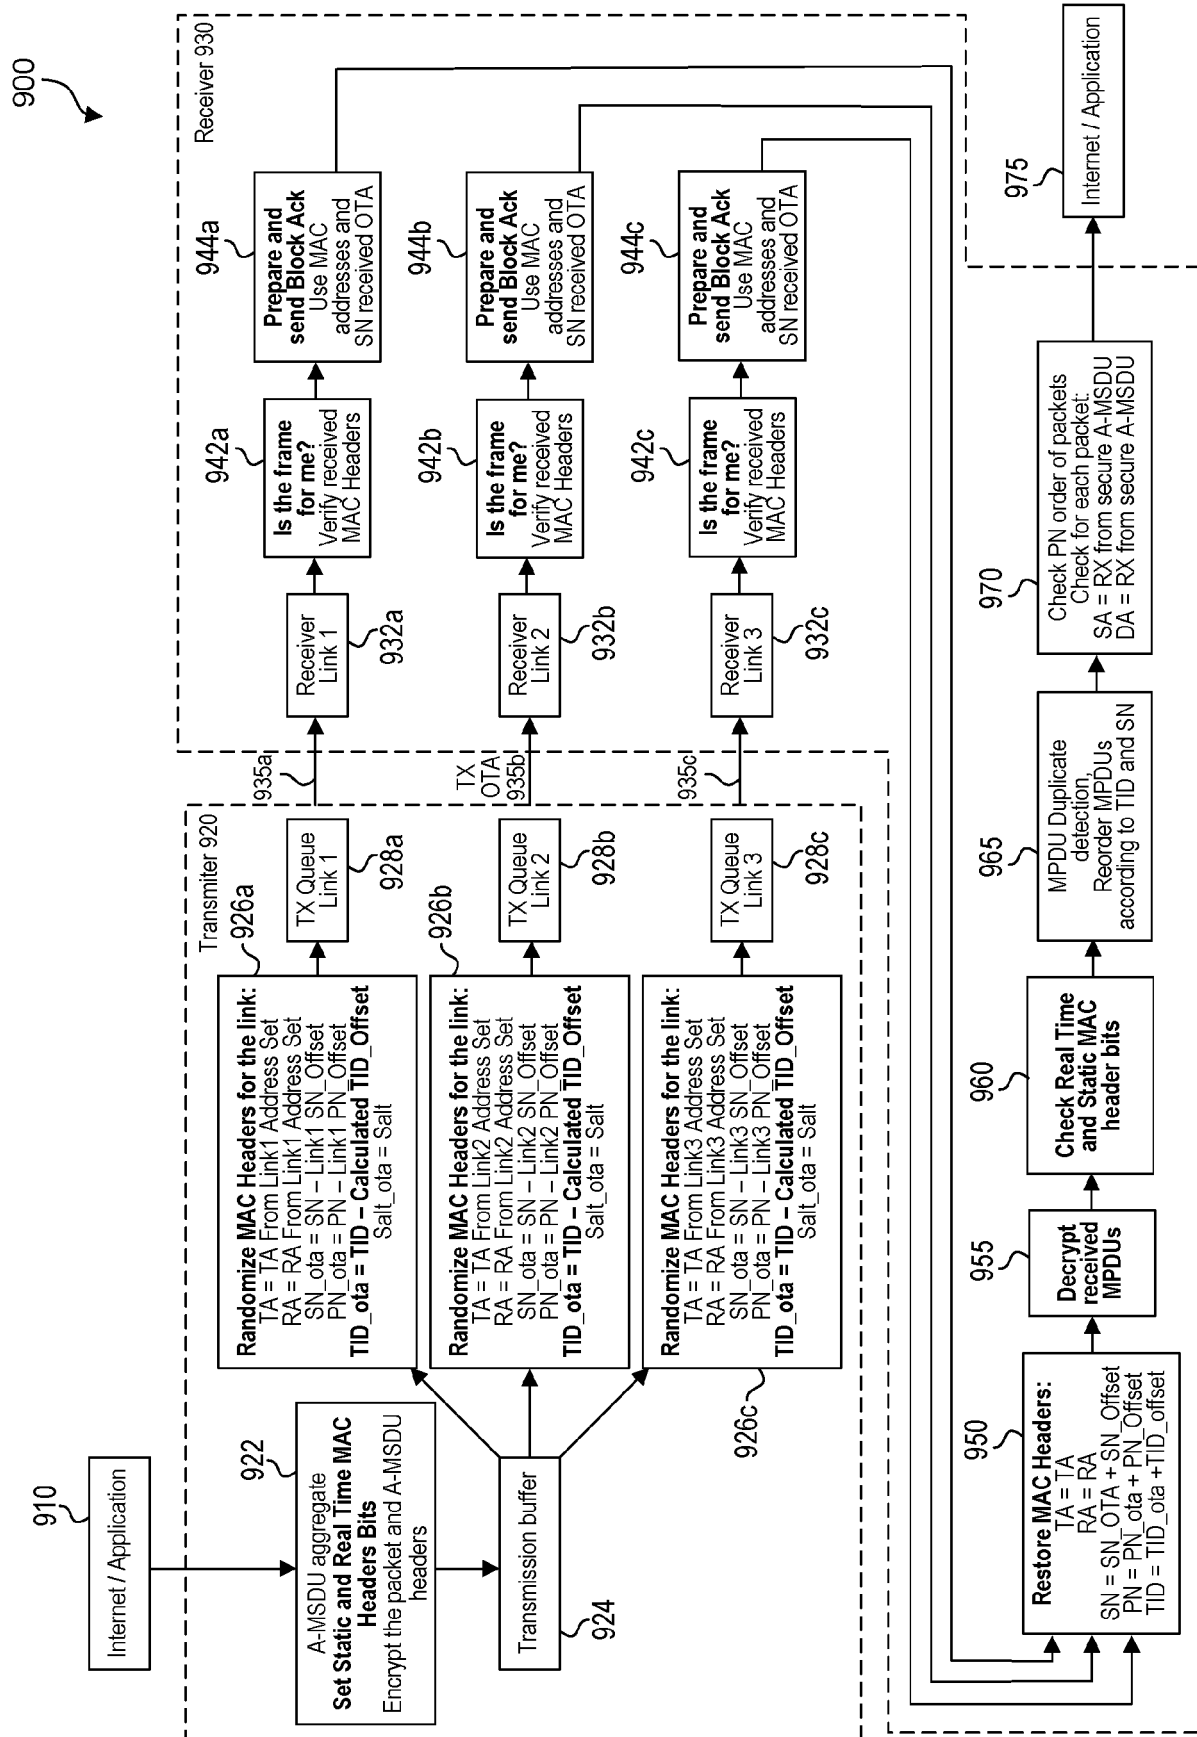 900
910
Internet / Application
Transmitter 920
922
A-MSDU aggregate
Set Static and Real Time MAC
Headers Bits
Encrypt the packet and A-MSDU
headers
Transmission buffer
924
926a
Randomize MAC Headers for the link:
TA = TA From Link1 Address Set
RA = RA From Link1 Address Set
SN_ota = SN – Link1 SN_Offset
PN_ota = PN – Link1 PN_Offset
TID_ota = TID – Calculated TID_Offset
Salt_ota = Salt
TX Queue
Link 1
928a
926b
Randomize MAC Headers for the link:
TA = TA From Link2 Address Set
RA = RA From Link2 Address Set
SN_ota = SN – Link2 SN_Offset
PN_ota = PN – Link2 PN_Offset
TID_ota = TID – Calculated TID_Offset
Salt_ota = Salt
TX Queue
Link 2
928b
Randomize MAC Headers for the link:
TA = TA From Link3 Address Set
RA = RA From Link3 Address Set
SN_ota = SN – Link3 SN_Offset
PN_ota = PN – Link3 PN_Offset
TID_ota = TID – Calculated TID_Offset
Salt_ota = Salt
926c
TX Queue
Link 3
928c
935a
TX
OTA
935b
935c
Receiver 930
Receiver
Link 1
932a
942a
Is the frame
for me?
Verify received
MAC Headers
944a
Prepare and
send Block Ack
Use MAC
addresses and
SN received OTA
Receiver
Link 2
932b
942b
Is the frame
for me?
Verify received
MAC Headers
944b
Prepare and
send Block Ack
Use MAC
addresses and
SN received OTA
Receiver
Link 3
932c
942c
Is the frame
for me?
Verify received
MAC Headers
944c
Prepare and
send Block Ack
Use MAC
addresses and
SN received OTA
950
Restore MAC Headers:
TA = TA
RA = RA
SN = SN_OTA + SN_Offset
PN = PN_ota + PN_Offset
TID = TID_ota +TID_offset
955
Decrypt
received
MPDUs
960
Check Real Time
and Static MAC
header bits
965
MPDU Duplicate
detection,
Reorder MPDUs
according to TID and SN
970
Check PN order of packets
Check for each packet:
SA = RX from secure A-MSDU
DA = RX from secure A-MSDU
975
Internet / Application